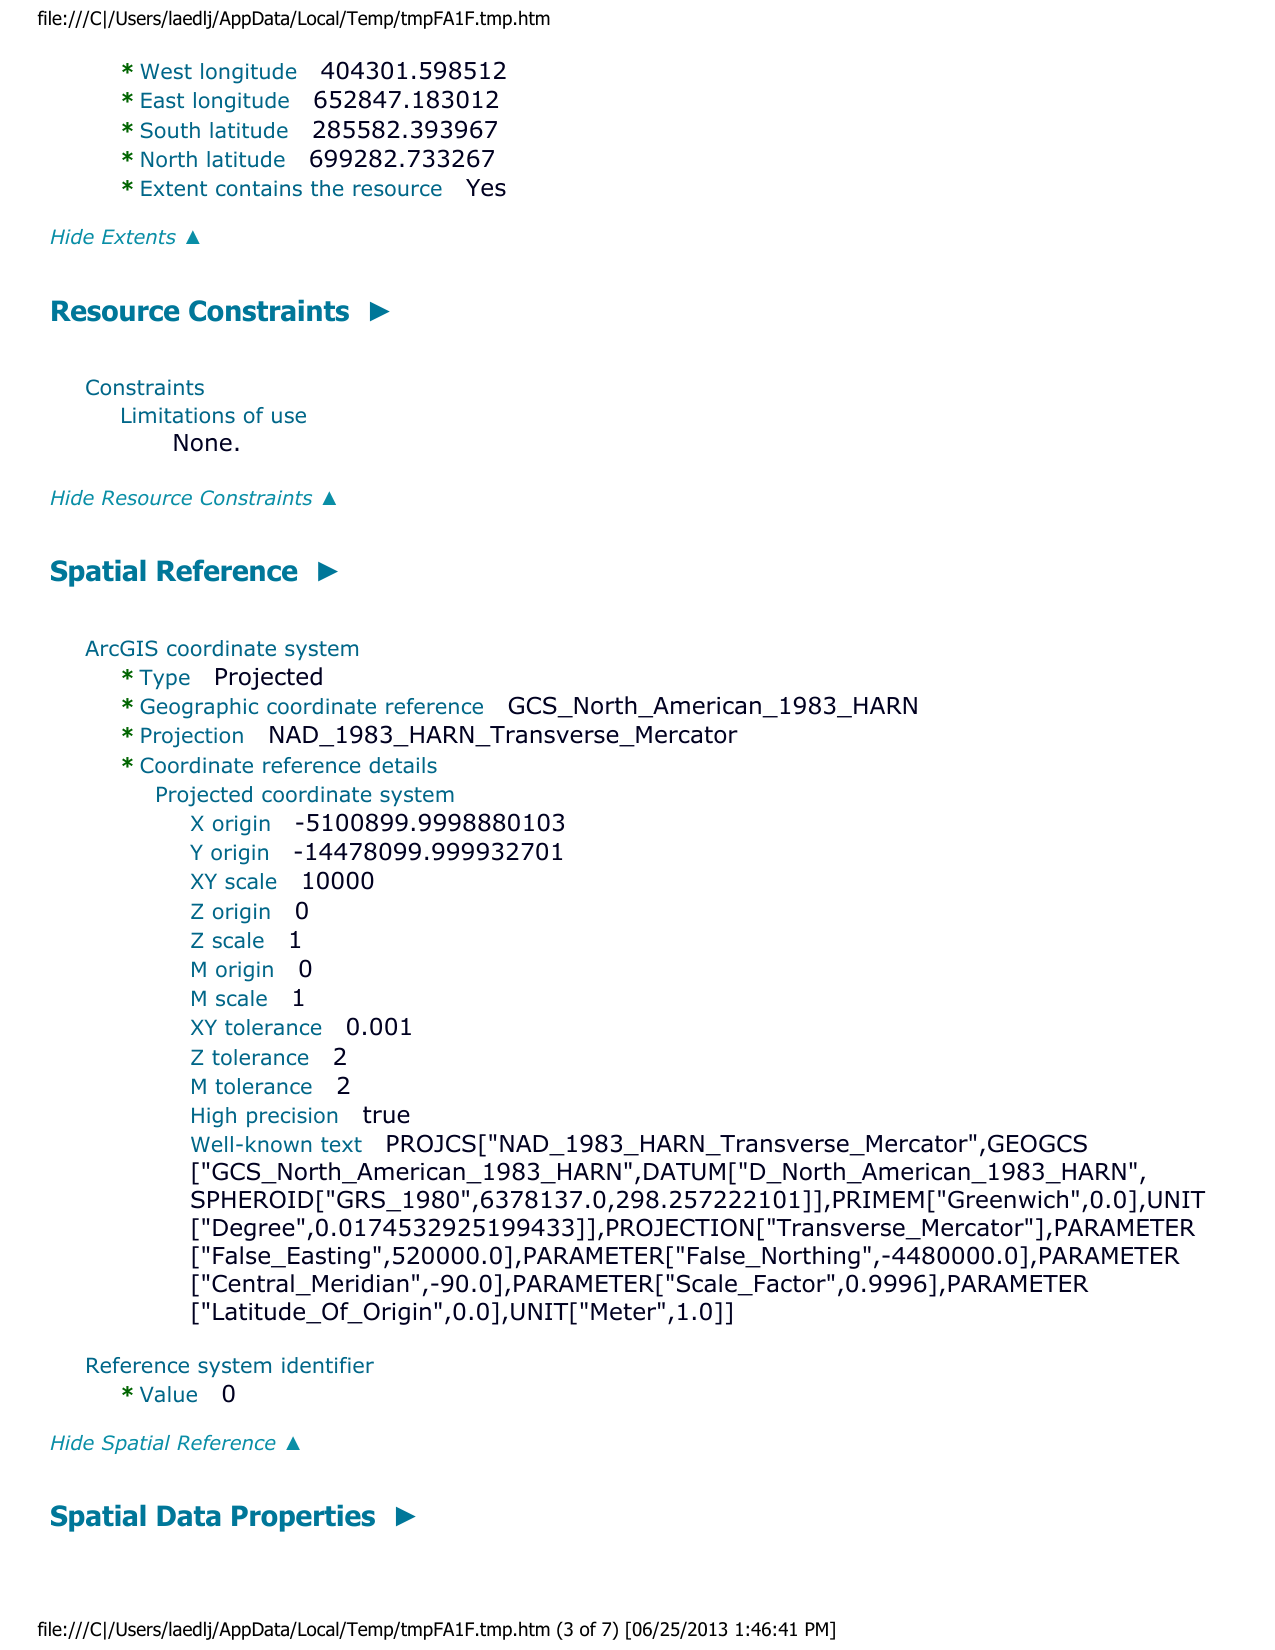 file:///C|/Users/laedlj/AppData/Local/Temp/tmpFA1F.tmp.htm
* West longitude 404301.598512
* East longitude 652847.183012
* South latitude 285582.393967
* North latitude 699282.733267
* Extent contains the resource Yes
Hide Extents ▲
Resource Constraints ►
Constraints
Limitations of use
None.
Hide Resource Constraints ▲
Spatial Reference ►
ArcGIS coordinate system
* Type Projected
* Geographic coordinate reference GCS_North_American_1983_HARN
* Projection NAD_1983_HARN_Transverse_Mercator
* Coordinate reference details
Projected coordinate system
X origin -5100899.9998880103
Y origin -14478099.999932701
XY scale 10000
Z origin 0
Z scale 1
M origin 0
M scale 1
XY tolerance 0.001
Z tolerance 2
M tolerance 2
High precision true
Well-known text PROJCS["NAD_1983_HARN_Transverse_Mercator",GEOGCS
["GCS_North_American_1983_HARN",DATUM["D_North_American_1983_HARN",
SPHEROID["GRS_1980",6378137.0,298.257222101]],PRIMEM["Greenwich",0.0],UNIT
["Degree",0.0174532925199433]],PROJECTION["Transverse_Mercator"],PARAMETER
["False_Easting",520000.0],PARAMETER["False_Northing",-4480000.0],PARAMETER
["Central_Meridian",-90.0],PARAMETER["Scale_Factor",0.9996],PARAMETER
["Latitude_Of_Origin",0.0],UNIT["Meter",1.0]]
Reference system identifier
* Value 0
Hide Spatial Reference ▲
Spatial Data Properties ►
file:///C|/Users/laedlj/AppData/Local/Temp/tmpFA1F.tmp.htm (3 of 7) [06/25/2013 1:46:41 PM]